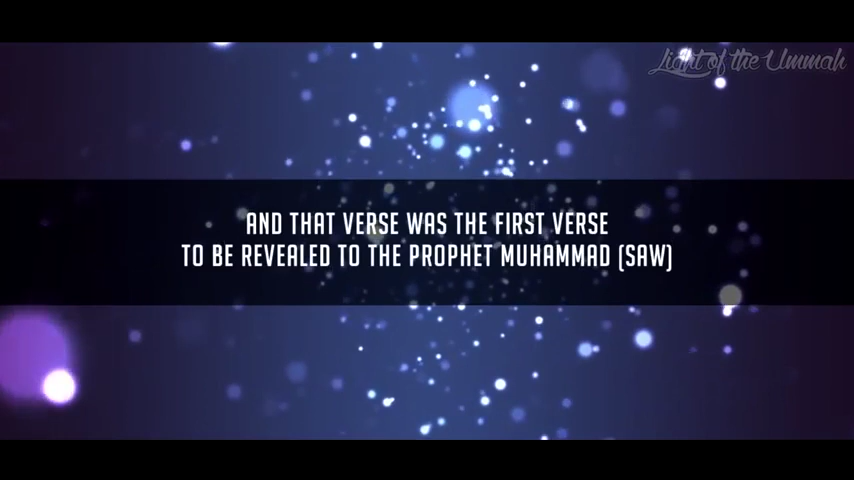 Light of the Ummah
AND THAT VERSE WAS THE FIRST VERSE
TO BE REVEALED TO THE PROPHET MUHAMMAD (SAW)